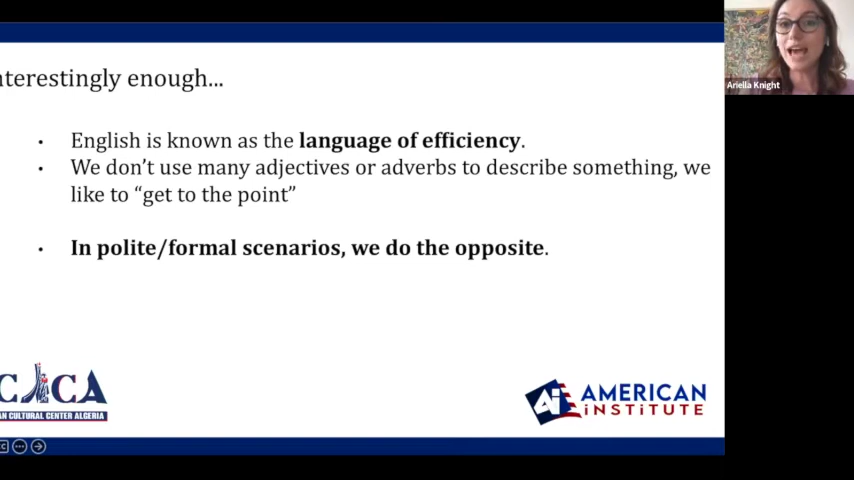 nterestingly enough...
Ariella Knight
• English is known as the language of efficiency.
• We don't use many adjectives or adverbs to describe something, we
like to “get to the point”
• In polite/formal scenarios, we do the opposite.
CCA
AN CULTURAL CENTER ALGERIA
Ai AMERICAN
INSTITUTE